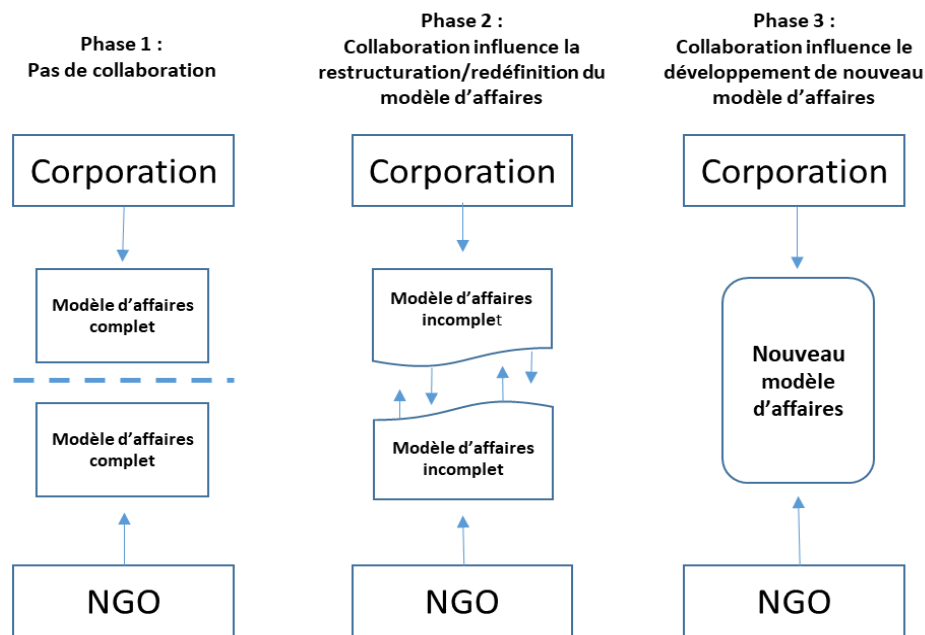 Phase 1 :
Pas de collaboration
Phase 2 :
Collaboration influence la
restructuration/redéfinition du
modèle d’affaires
Phase 3 :
Collaboration influence le
développement de nouveau
modèle d’affaires
Corporation
Corporation
Corporation
Modèle d’affaires
complet
Modèle d’affaires
incomplet
Nouveau
modèle
d’affaires
Modèle d’affaires
complet
Modèle d’affaires
incomplet
NGO
NGO
NGO